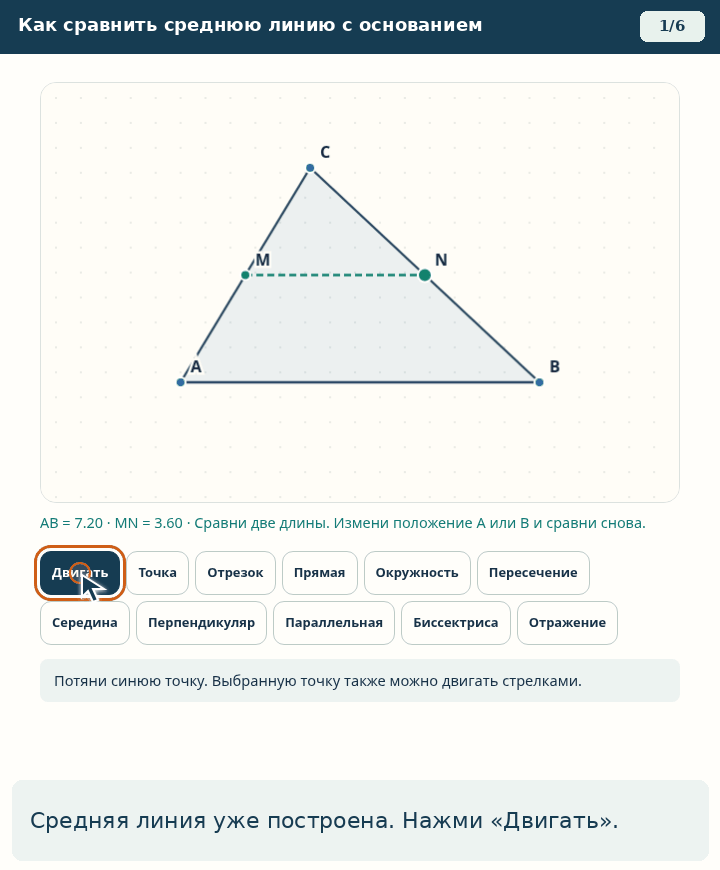 Как сравнить среднюю линию с основанием
1/6
C
M
N
A
B
AB = 7.20 · MN = 3.60 · Сравни две длины. Измени положение A или B и сравни снова.
Двигать
Точка
Отрезок
Прямая
Окружность
Пересечение
Середина
Перпендикуляр
Параллельная
Биссектриса
Отражение
Потяни синюю точку. Выбранную точку также можно двигать стрелками.
Средняя линия уже построена. Нажми «Двигать».